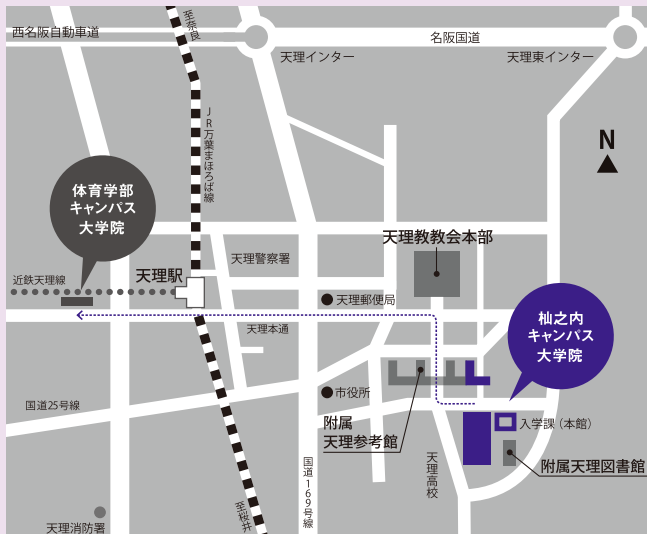 西名阪自動車道
至奈良
名阪国道
天理インター
天理東インター
JR万葉まほろば線
N
体育学部
キャンパス
大学院
天理教教会本部
天理警察署
近鉄天理線
天理駅
天理郵便局
杣之内
キャンパス
大学院
天理本通
市役所
国道25号線
附属
天理参考館
入学課（本館）
天理高校
附属天理図書館
国道169号線
至桜井
天理消防署